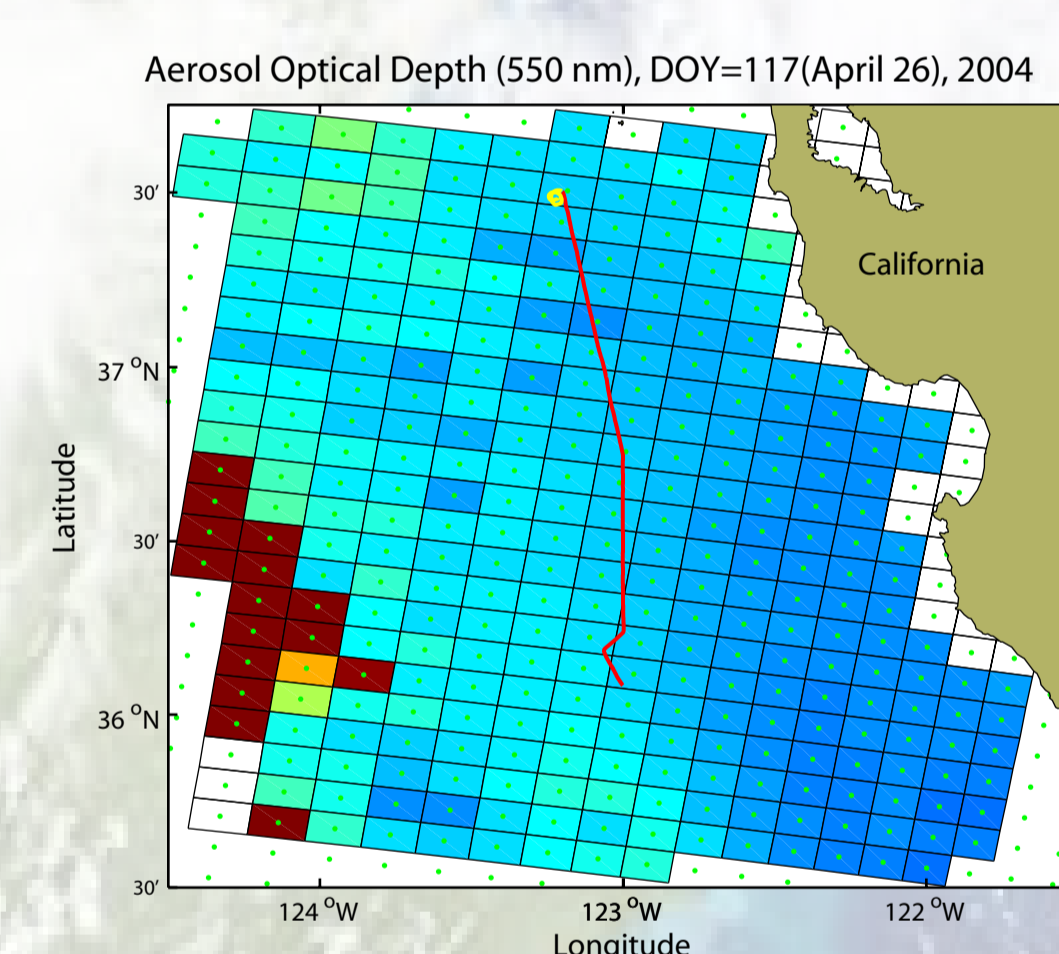 Aerosol Optical Depth (550 nm), DOY=117(April 26), 2004
30′
California
37 °N
Latitude
30′
36 °N
30′
124 °W
123 °W
122 °W
Longitude